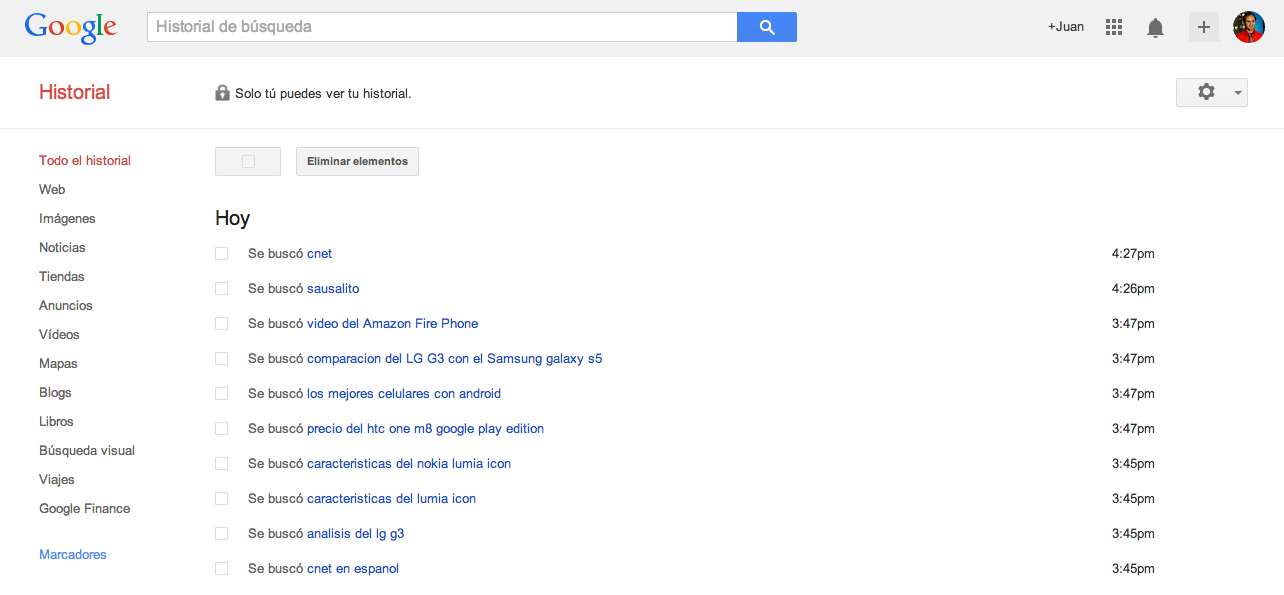 Google
Historial de búsqueda
+Juan
Historial
Solo tú puedes ver tu historial.
Todo el historial
Web
Imágenes
Noticias
Tiendas
Anuncios
Vídeos
Mapas
Blogs
Libros
Búsqueda visual
Viajes
Google Finance
Marcadores
Eliminar elementos
Hoy
Se buscó cnet 4:27pm
Se buscó sausalito 4:26pm
Se buscó video del Amazon Fire Phone 3:47pm
Se buscó comparacion del LG G3 con el Samsung galaxy s5 3:47pm
Se buscó los mejores celulares con android 3:47pm
Se buscó precio del htc one m8 google play edition 3:47pm
Se buscó caracteristicas del nokia lumia icon 3:45pm
Se buscó caracteristicas del lumia icon 3:45pm
Se buscó analisis del lg g3 3:45pm
Se buscó cnet en espanol 3:45pm